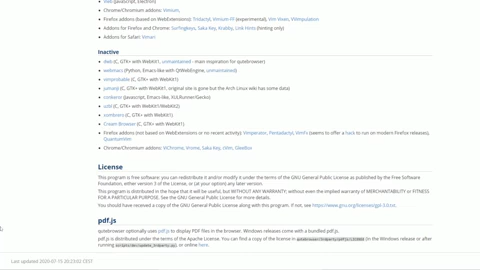 Vieb (JavaScript, Electron)
Chrome/Chromium addons: Vimium,
Firefox addons (based on WebExtensions): Tridactyl, Vimium-FF (experimental), Vim Vixen, VVimpulation
Addons for Firefox and Chrome: Surfingkeys, Saka Key, Krabby, Link Hints (hinting only)
Addons for Safari: Vimari
Inactive
dwb (C, GTK+ with WebKit1, unmaintained - main inspiration for qutebrowser)
webmacs (Python, Emacs-like with QtWebEngine, unmaintained)
vimprobable (C, GTK+ with WebKit1)
jumanji (C, GTK+ with WebKit1, original site is gone but the Arch Linux wiki has some data)
conkeror (Javascript, Emacs-like, XULRunner/Gecko)
uzbl (C, GTK+ with WebKit1/WebKit2)
vombrero (C, GTK+ with WebKit1)
Cream-Browser (C, GTK+ with WebKit1)
Firefox addons (not based on WebExtensions or no recent activity): Vimperator, Pentadactyl, VimFx (seems to offer a hack to run on modern Firefox releases),
QuantumVim
Chrome/Chromium addons: ViChrome, Vrome, Saka Key, cVim, GleeBox
License
This program is free software: you can redistribute it and/or modify it under the terms of the GNU General Public License as published by the Free Software
Foundation, either version 3 of the License, or (at your option) any later version.
This program is distributed in the hope that it will be useful, but WITHOUT ANY WARRANTY; without even the implied warranty of MERCHANTABILITY or FITNESS
FOR A PARTICULAR PURPOSE. See the GNU General Public License for more details.
You should have received a copy of the GNU General Public License along with this program. If not, see https://www.gnu.org/licenses/gpl-3.0.txt.
pdf.js
qutebrowser optionally uses pdf.js to display PDF files in the browser. Windows releases come with a bundled pdf.js.
pdf.js is distributed under the terms of the Apache License. You can find a copy of the license in (in the Windows release or after
running ), or online here.
Last updated 2020-07-15 20:23:02 CEST